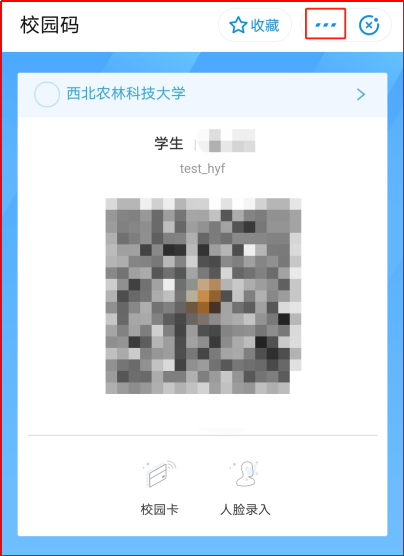 校园码
收藏
西北农林科技大学
学生
test_hyf
校园卡
人脸录入